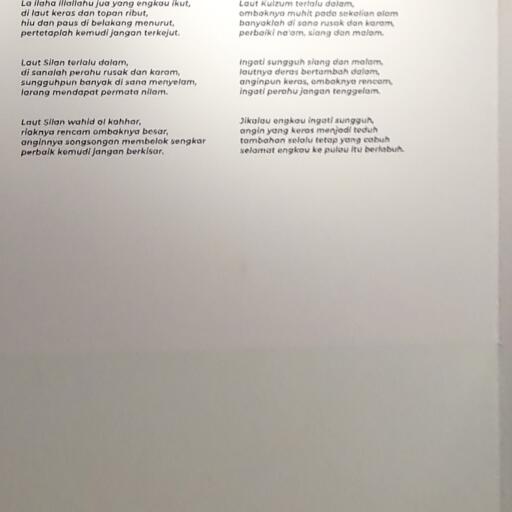 La ilaha illallahu jua yang engkau ikut,
di laut keras dan topan ribut,
hiu dan paus di belakang menurut,
pertetaplah kemudi jangan terkejut.
Laut Silan terlalu dalam,
di sanalah perahu rusak dan karam,
sungguhpun banyak di sana menyelam,
larang mendapat permata nilam.
Laut Silan wahid al kahhar,
riaknya rencam ombaknya besar,
anginnya songsongan membelok sengkar
perbaik kemudi jangan berkisar.
Laut Kulzum terlalu dalam,
ombaknya muhit pada sekalian alam
banyaklah di sana rusak dan karam,
perbaiki na'am, siang dan malam.
Ingati sungguh siang dan malam,
lautnya deras bertambah dalam,
anginpun keras, ombaknya rencam,
ingati perahu jangan tenggelam.
Jikalau engkau ingati sungguh,
angin yang keras menjadi teduh
tambahan selalu tetap yang cabuh
selamat engkau ke pulau itu berlabuh.